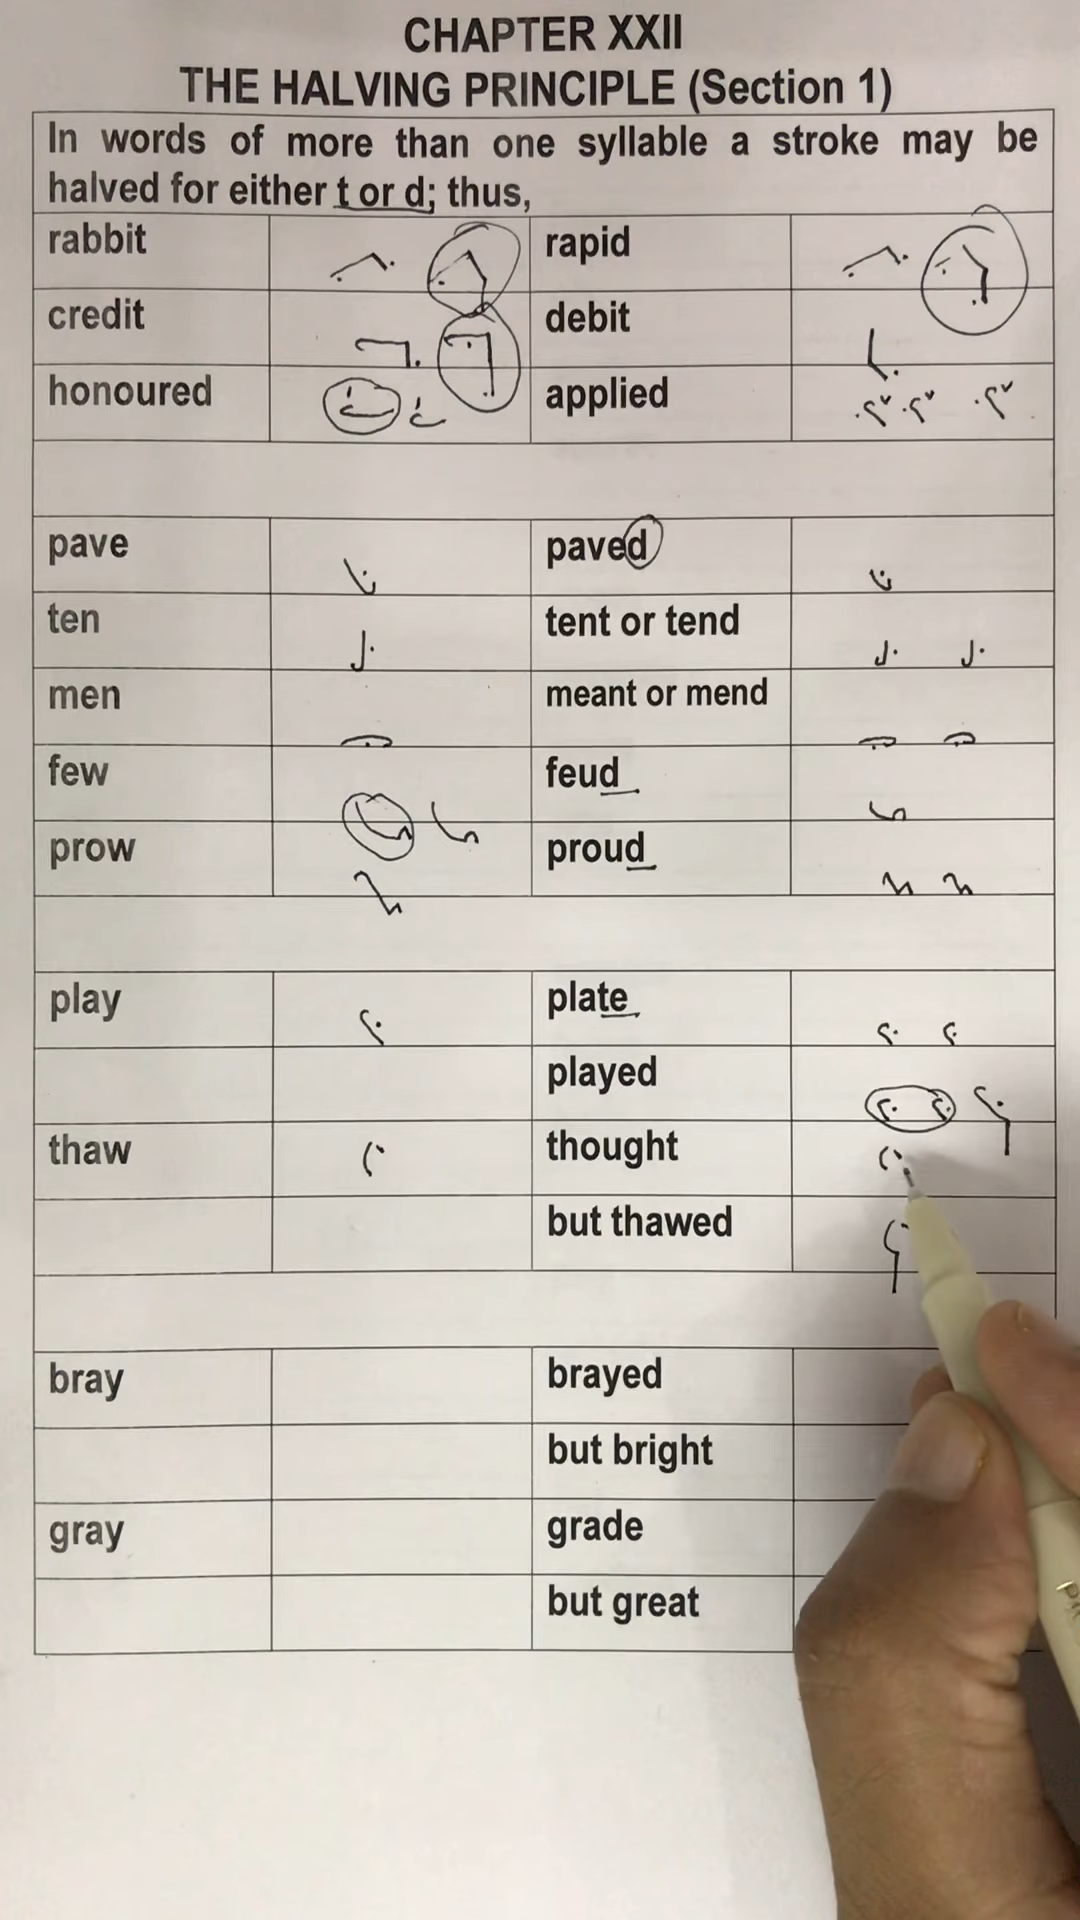 CHAPTER XXII
THE HALVING PRINCIPLE (Section 1)
In words of more than one syllable a stroke may be
halved for either t or d; thus,
rabbit rapid
credit debit
honoured applied
pave paved
ten tent or tend
men meant or mend
few feud
prow proud
play plate
played
thaw thought
but thawed
bray brayed
but bright
gray grade
but great